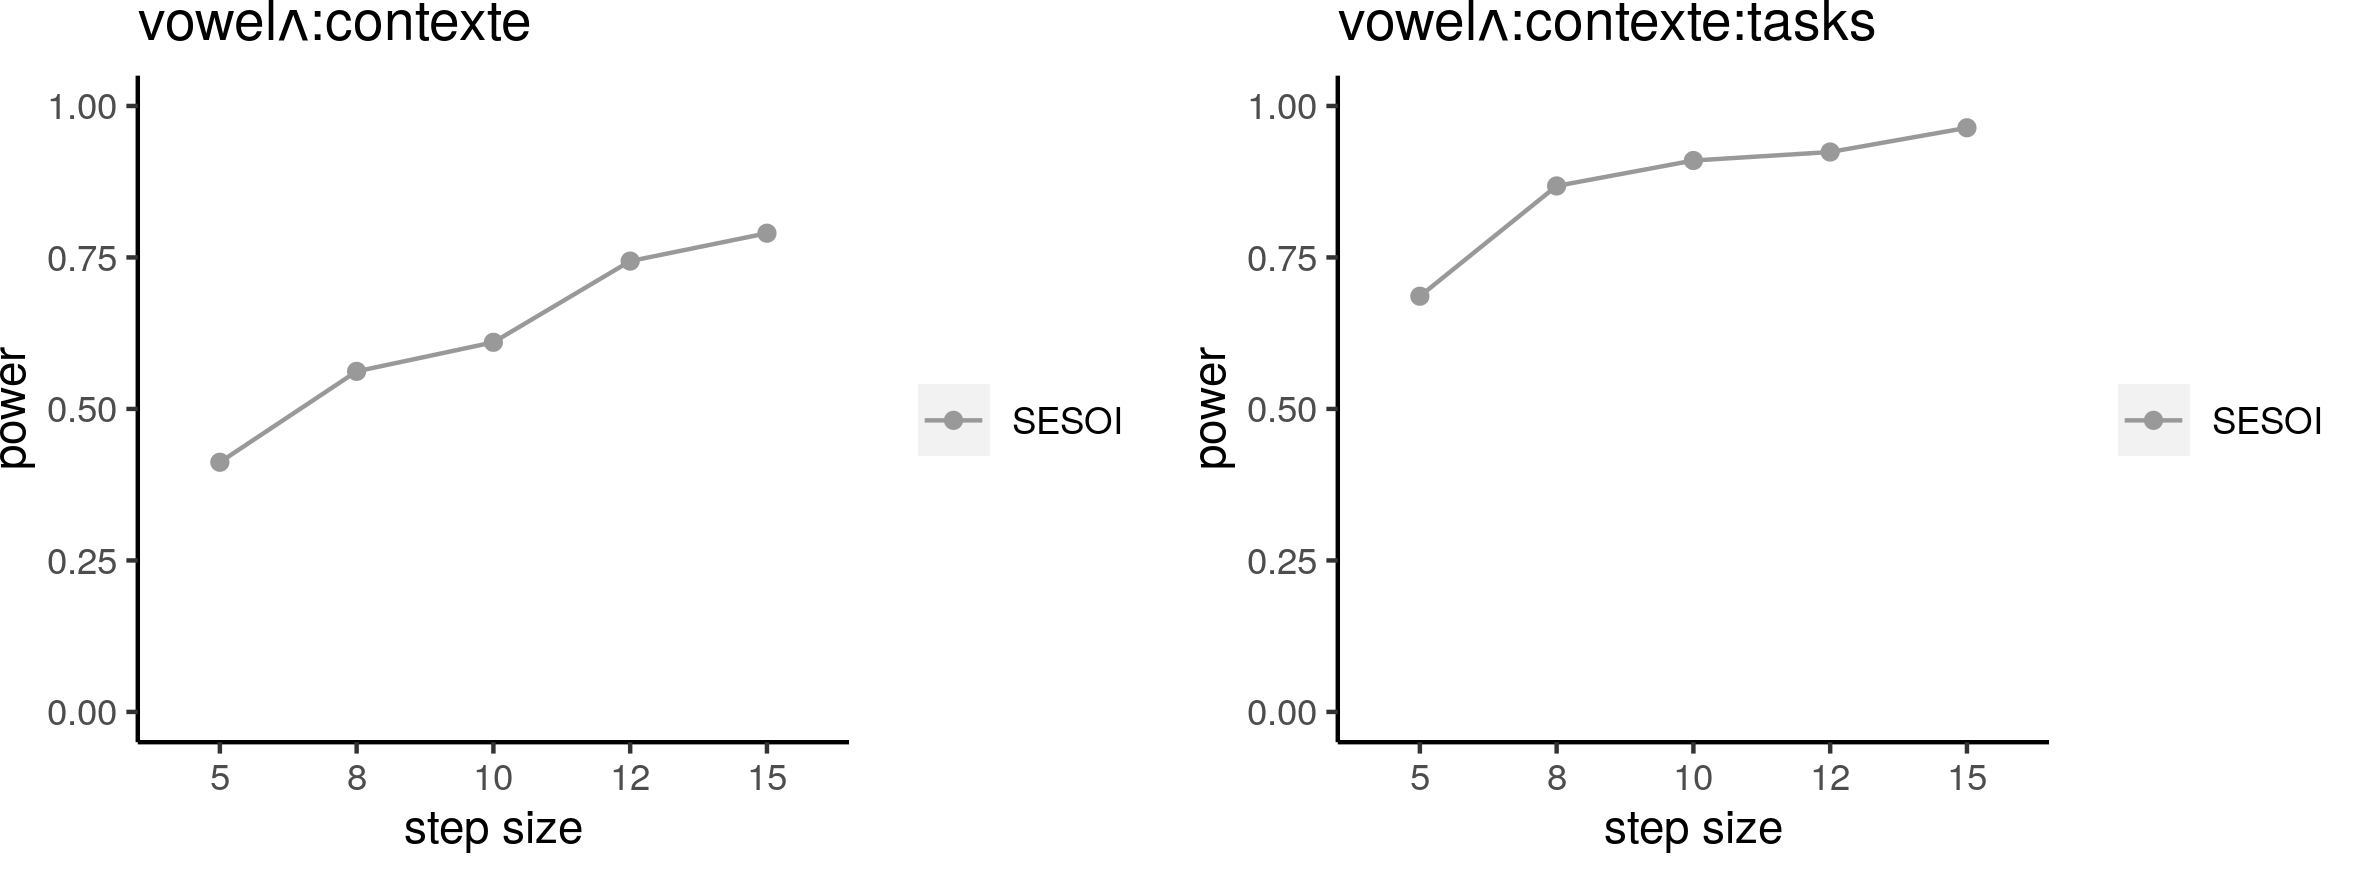 vowelʌ:contexte
1.00
0.75
0.50
0.25
0.00
power
5 8 10 12 15
step size
SESOI
vowelʌ:contexte:tasks
1.00
0.75
0.50
0.25
0.00
power
5 8 10 12 15
step size
SESOI